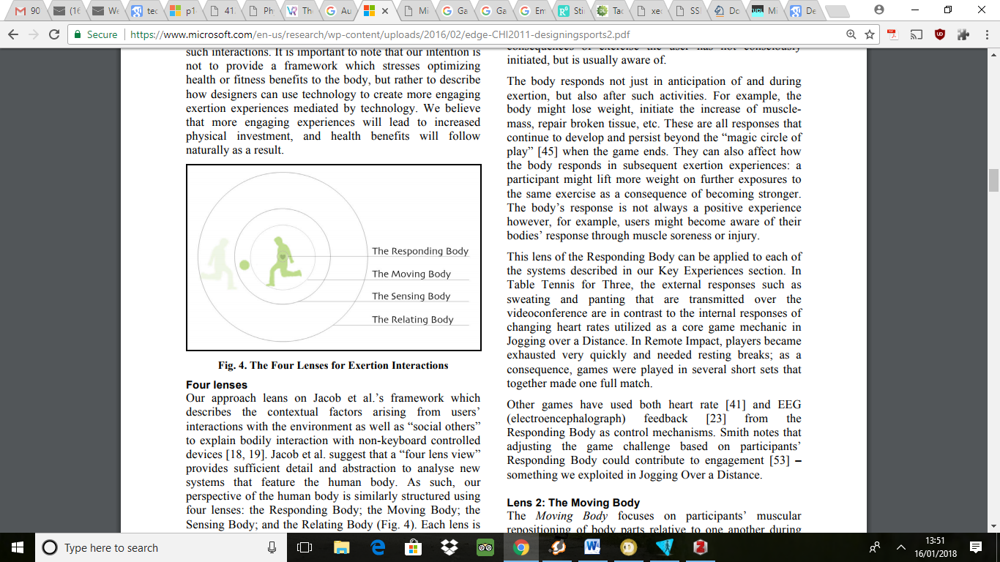 90
(16
We
tec
p1
41.
Ph
Th
Au
Mi
Ga
Ga
Em
Sti
Tac
xec
SSI
Do
Mi
De
Secure
https://www.microsoft.com/en-us/research/wp-content/uploads/2016/02/edge-CHI2011-designingsports2.pdf
such interactions. It is important to note that our intention is
not to provide a framework which stresses optimizing
health or fitness benefits to the body, but rather to describe
how designers can use technology to create more engaging
exertion experiences mediated by technology. We believe
that more engaging experiences will lead to increased
physical investment, and health benefits will follow
naturally as a result.
The Responding Body
The Moving Body
The Sensing Body
The Relating Body
Fig. 4. The Four Lenses for Exertion Interactions
Four lenses
Our approach leans on Jacob et al.’s framework which
describes the contextual factors arising from users’
interactions with the environment as well as “social others”
to explain bodily interaction with non-keyboard controlled
devices [18, 19]. Jacob et al. suggest that a “four lens view”
provides sufficient detail and abstraction to analyse new
systems that feature the human body. As such, our
perspective of the human body is similarly structured using
four lenses: the Responding Body; the Moving Body; the
Sensing Body; and the Relating Body (Fig. 4). Each lens is
consequences of exercise the user has not consciously
initiated, but is usually aware of.
The body responds not just in anticipation of and during
exertion, but also after such activities. For example, the
body might lose weight, initiate the increase of muscle-
mass, repair broken tissue, etc. These are all responses that
continue to develop and persist beyond the “magic circle of
play” [45] when the game ends. They can also affect how
the body responds in subsequent exertion experiences: a
participant might lift more weight on further exposures to
the same exercise as a consequence of becoming stronger.
The body’s response is not always a positive experience
however, for example, users might become aware of their
bodies’ response through muscle soreness or injury.
This lens of the Responding Body can be applied to each of
the systems described in our Key Experiences section. In
Table Tennis for Three, the external responses such as
sweating and panting that are transmitted over the
videoconference are in contrast to the internal responses of
changing heart rates utilized as a core game mechanic in
Jogging over a Distance. In Remote Impact, players became
exhausted very quickly and needed resting breaks; as a
consequence, games were played in several short sets that
together made one full match.
Other games have used both heart rate [41] and EEG
(electroencephalograph) feedback [23] from the
Responding Body as control mechanisms. Smith notes that
adjusting the game challenge based on participants’
Responding Body could contribute to engagement [53] –
something we exploited in Jogging Over a Distance.
Lens 2: The Moving Body
The Moving Body focuses on participants’ muscular
repositioning of body parts relative to one another during
Type here to search
13:51
16/01/2018